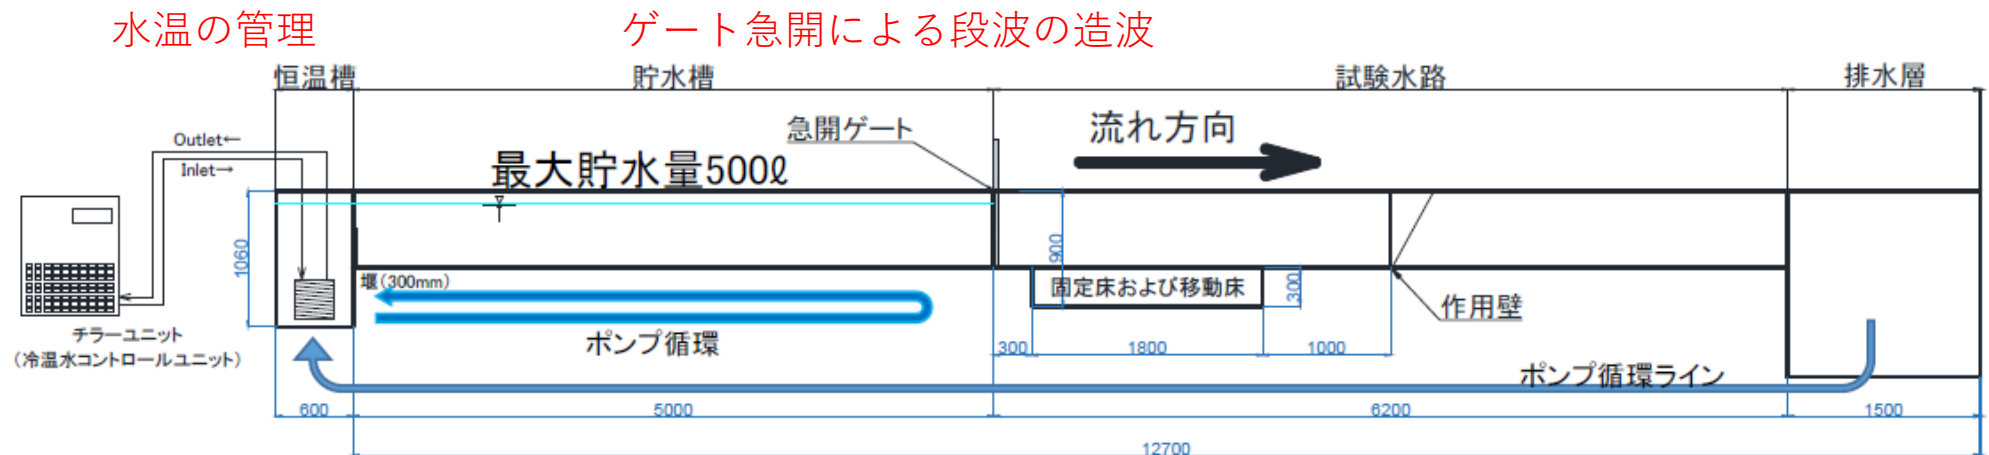 水温の管理
ゲート急開による段波の造波
恒温槽
貯水槽
試験水路
排水層
急開ゲート
流れ方向
Outlet←
Inlet→
最大貯水量500ℓ
1060
900
堰(300mm)
固定床および移動床
300
作用壁
チラーユニット
(冷温水コントロールユニット)
ポンプ循環
300
1800
1000
ポンプ循環ライン
600
5000
6200
1500
12700